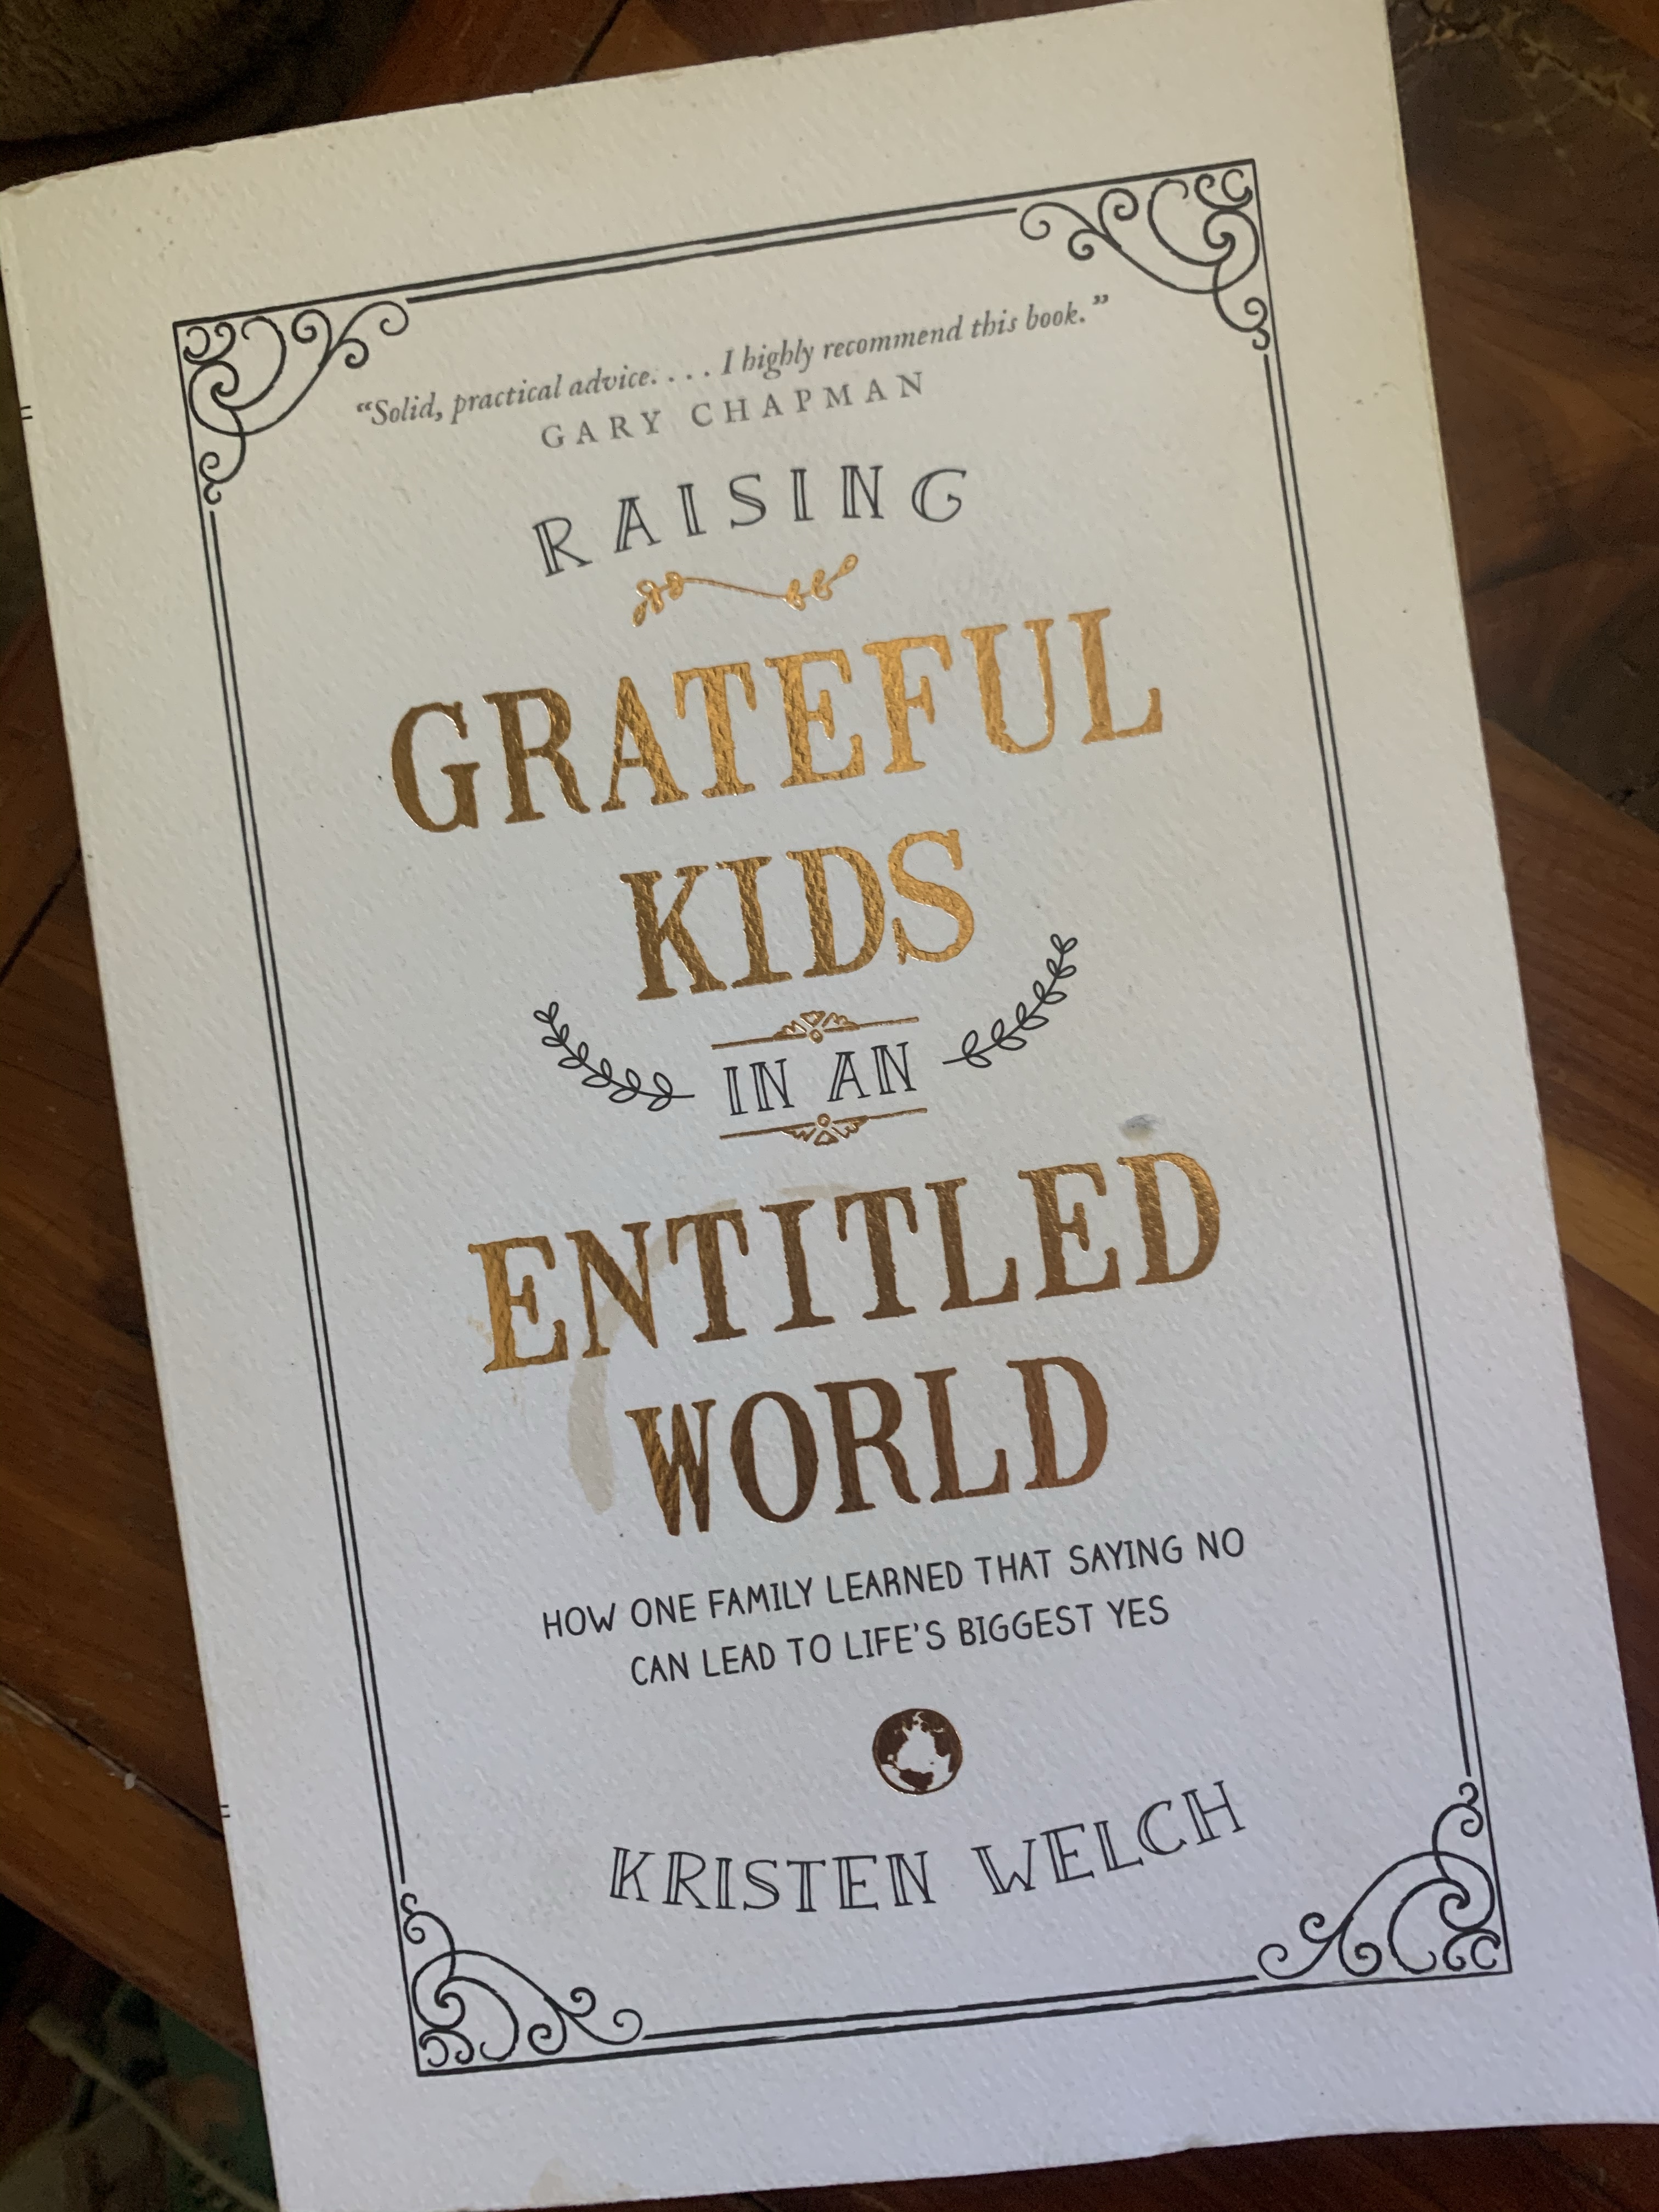 “Solid, practical advice. . . . I highly recommend this book.”
GARY CHAPMAN
RAISING
GRATEFUL
KIDS
IN AN
ENTITLED
WORLD
HOW ONE FAMILY LEARNED THAT SAYING NO
CAN LEAD TO LIFE’S BIGGEST YES
KRISTEN WELCH